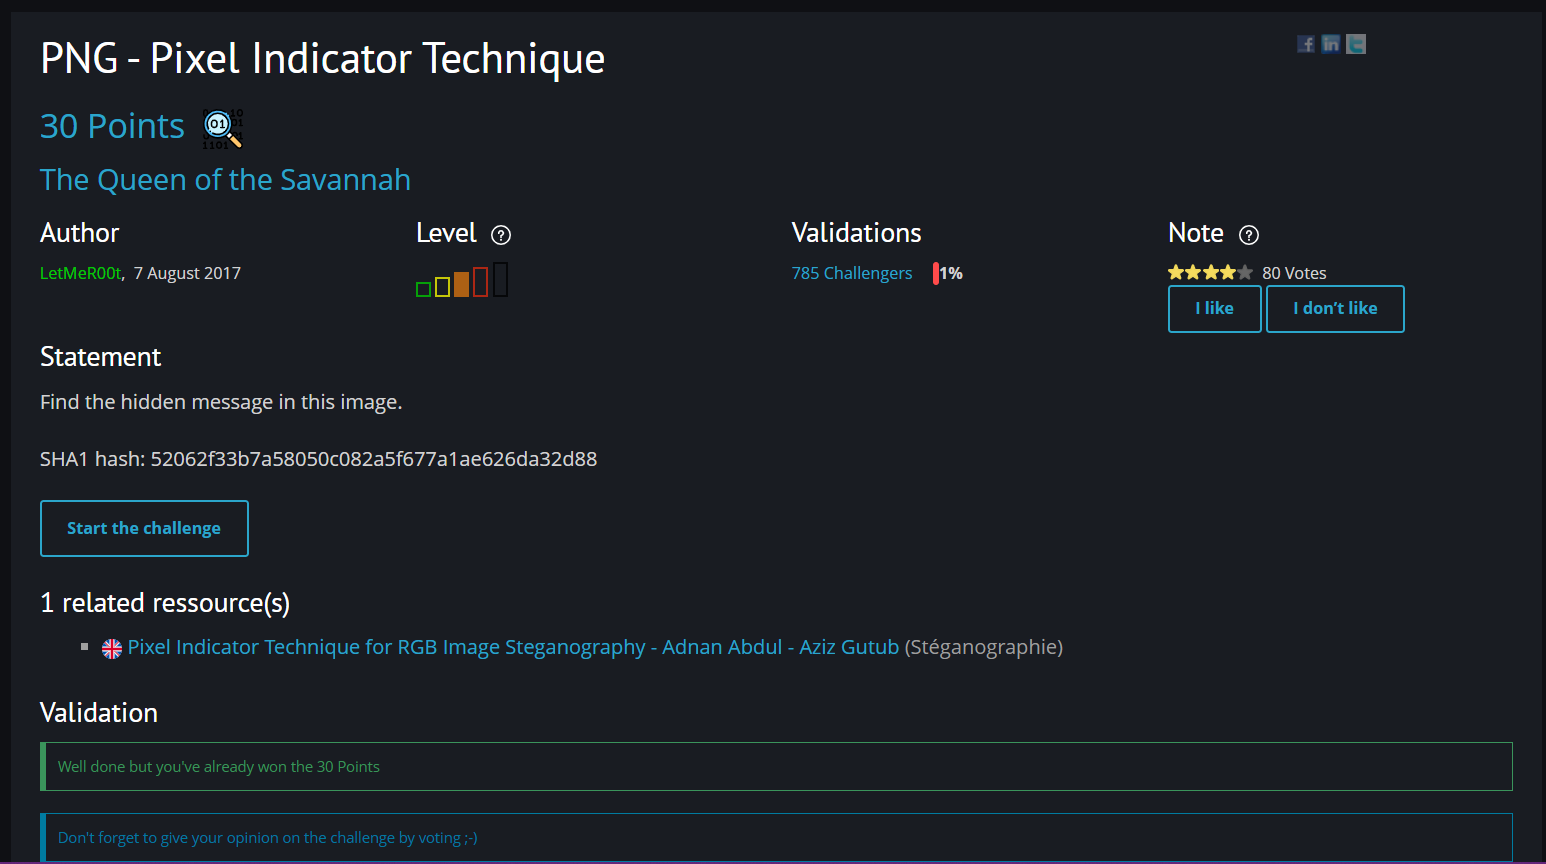 PNG - Pixel Indicator Technique
30 Points
The Queen of the Savannah
Author
LetMeR00t, 7 August 2017
Level ?
Validations
785 Challengers 1%
Note ?
80 Votes
I like
I don't like
Statement
Find the hidden message in this image.
SHA1 hash: 52062f33b7a58050c082a5f677a1ae626da32d88
Start the challenge
1 related ressource(s)
Pixel Indicator Technique for RGB Image Steganography - Adnan Abdul - Aziz Gutub (Stéganographie)
Validation
Well done but you've already won the 30 Points
Don't forget to give your opinion on the challenge by voting ;-)